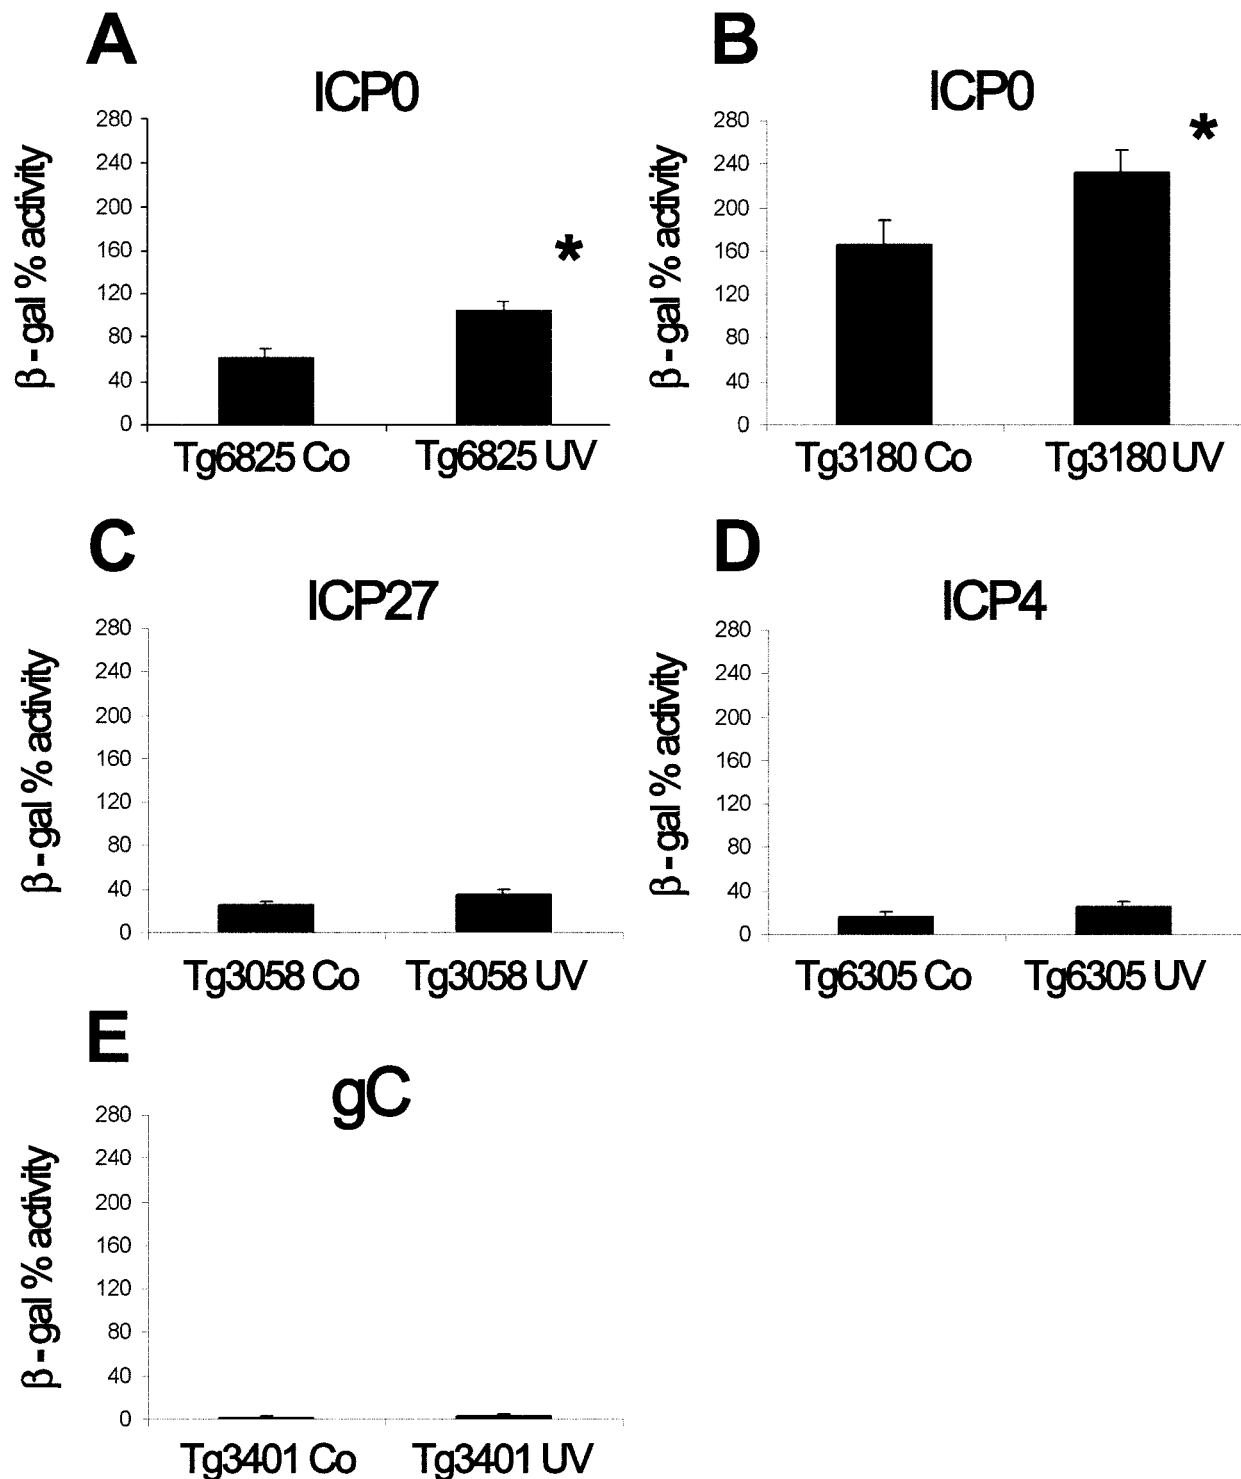 A
ICP0
β-gal % activity
280
240
200
160
120
80
40
0
*
Tg6825 Co
Tg6825 UV
B
ICP0
β-gal % activity
280
240
200
160
120
80
40
0
*
Tg3180 Co
Tg3180 UV
C
ICP27
β-gal % activity
280
240
200
160
120
80
40
0
Tg3058 Co
Tg3058 UV
D
ICP4
β-gal % activity
280
240
200
160
120
80
40
0
Tg6305 Co
Tg6305 UV
E
gC
β-gal % activity
280
240
200
160
120
80
40
0
Tg3401 Co
Tg3401 UV